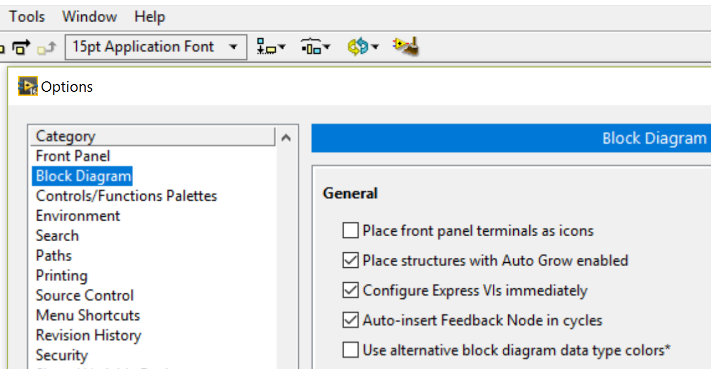 Tools Window Help
15pt Application Font
Options
Category
Front Panel
Block Diagram
Controls/Functions Palettes
Environment
Search
Paths
Printing
Source Control
Menu Shortcuts
Revision History
Security
Block Diagram
General
Place front panel terminals as icons
Place structures with Auto Grow enabled
Configure Express VIs immediately
Auto-insert Feedback Node in cycles
Use alternative block diagram data type colors*